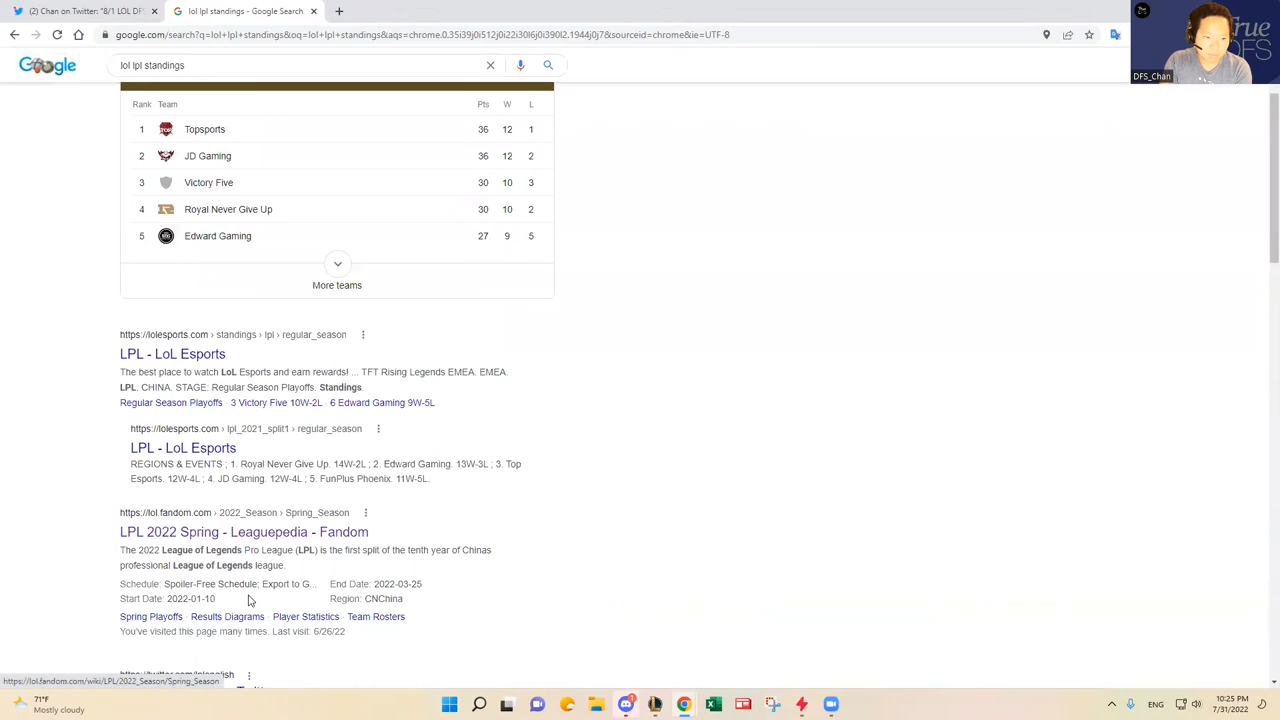 (2) Chan on Twitter: "8/1 LOL DFS
lol lpl standings - Google Search
google.com/search?q=lol+lpl+standings&oq=lol+lpl+standings&aqs=chrome.0.35i39j0i512j0i22i30l6j0i390l2.1944j0j7&sourceid=chrome&ie=UTF-8
True
DFS
DFS_Chan
Google
lol lpl standings
Rank Team Pts W L
1 Topsports 36 12 1
2 JD Gaming 36 12 2
3 Victory Five 30 10 3
4 Royal Never Give Up 30 10 2
5 Edward Gaming 27 9 5
More teams
https://lolesports.com › standings › lpl › regular_season
LPL - LoL Esports
The best place to watch LoL Esports and earn rewards! ... TFT Rising Legends EMEA. EMEA.
LPL. CHINA. STAGE: Regular Season Playoffs. Standings.
Regular Season Playoffs · 3 Victory Five 10W-2L · 6 Edward Gaming 9W-5L
https://lolesports.com › lpl_2021_split1 › regular_season
LPL - LoL Esports
REGIONS & EVENTS ; 1. Royal Never Give Up. 14W-2L ; 2. Edward Gaming. 13W-3L ; 3. Top
Esports. 12W-4L ; 4. JD Gaming. 12W-4L ; 5. FunPlus Phoenix. 11W-5L.
https://lol.fandom.com › 2022_Season › Spring_Season
LPL 2022 Spring - Leaguepedia - Fandom
The 2022 League of Legends Pro League (LPL) is the first split of the tenth year of Chinas
professional League of Legends league.
Schedule: Spoiler-Free Schedule; Export to G... End Date: 2022-03-25
Start Date: 2022-01-10 Region: CNChina
Spring Playoffs · Results Diagrams · Player Statistics · Team Rosters
You've visited this page many times. Last visit: 6/26/22
https://lol.fandom.com/wiki/LPL/2022_Season/Spring_Season
71°F
Mostly cloudy
ENG
10:25 PM
7/31/2022